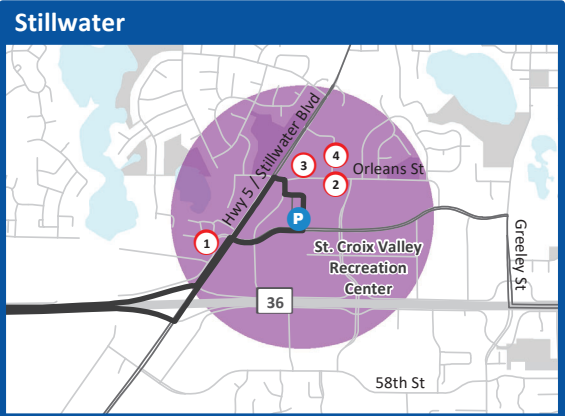 Stillwater
Hwy 5 / Stillwater Blvd
4
3
Orleans St
2
P
1
St. Croix Valley
Recreation
Center
Greeley St
36
58th St